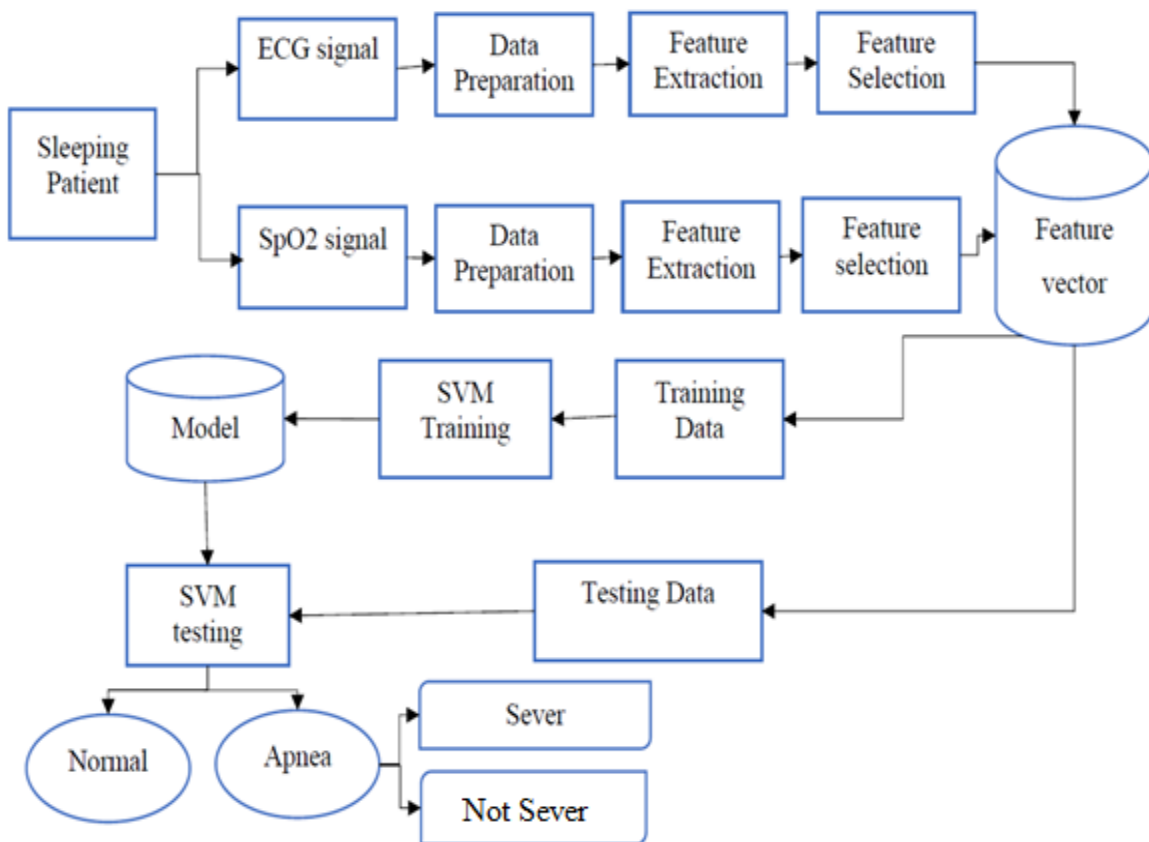 ECG signal
Data
Preparation
Feature
Extraction
Feature
Selection
Sleeping
Patient
SpO2 signal
Data
Preparation
Feature
Extraction
Feature
selection
Feature
vector
Model
SVM
Training
Training
Data
SVM
testing
Testing Data
Normal
Apnea
Sever
Not Sever